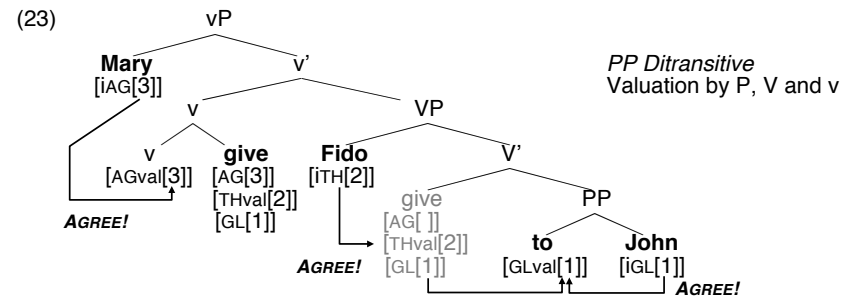 (23)
vP
Mary
[iAG[3]]
v'
PP Ditransitive
Valuation by P, V and v
v
VP
v
[AGval[3]]
give
[AG[3]]
[THval[2]]
[GL[1]]
Fido
[iTH[2]]
V'
AGREE!
give
[AG[ ]]
[THval[2]]
[GL[1]]
PP
to
[GLval[1]]
John
[iGL[1]]
AGREE!
AGREE!